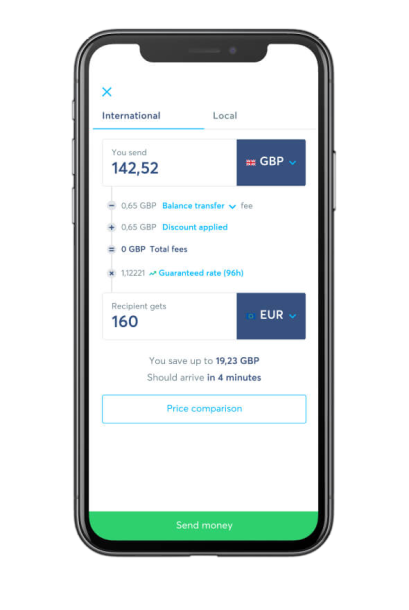 International Local
You send
142,52 GBP
0,65 GBP Balance transfer fee
0,65 GBP Discount applied
0 GBP Total fees
1,12221 Guaranteed rate (96h)
Recipient gets
160 EUR
You save up to 19,23 GBP
Should arrive in 4 minutes
Price comparison
Send money